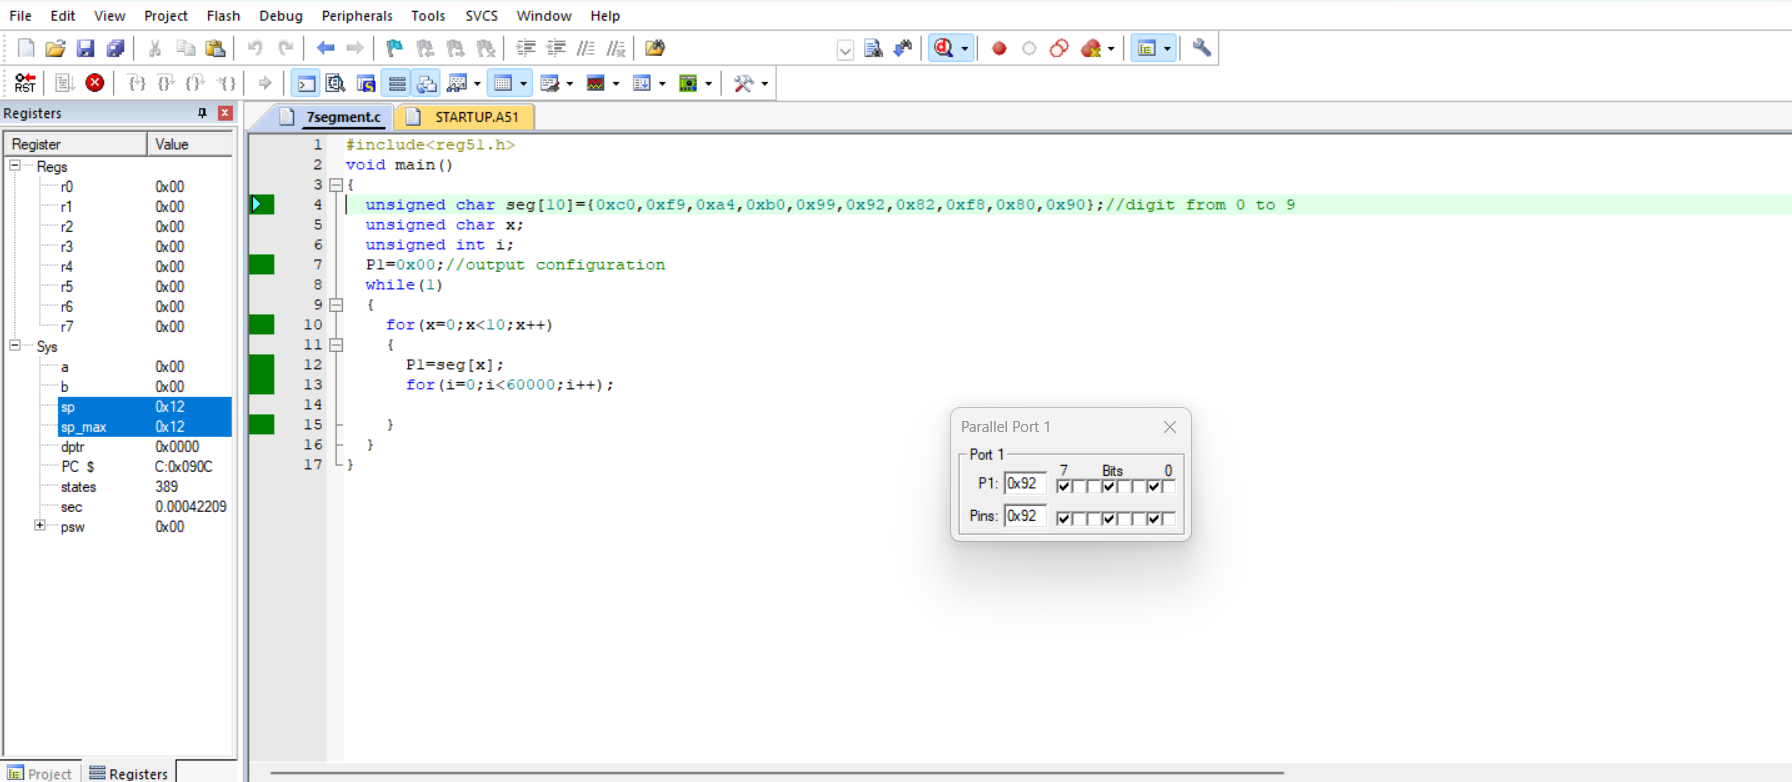 File Edit View Project Flash Debug Peripherals Tools SVCS Window Help
RST
Registers
7segment.c STARTUP.A51
Register Value
Regs
r0 0x00
r1 0x00
r2 0x00
r3 0x00
r4 0x00
r5 0x00
r6 0x00
r7 0x00
Sys
a 0x00
b 0x00
sp 0x12
sp_max 0x12
dptr 0x0000
PC $ C:0x090C
states 389
sec 0.00042209
psw 0x00
Project Registers
1 #include<reg51.h>
2 void main()
3 {
4 unsigned char seg[10]={0xc0,0xf9,0xa4,0xb0,0x99,0x92,0x82,0xf8,0x80,0x90};//digit from 0 to 9
5 unsigned char x;
6 unsigned int i;
7 P1=0x00;//output configuration
8 while(1)
9 {
10 for(x=0;x<10;x++)
11 {
12 P1=seg[x];
13 for(i=0;i<60000;i++);
14
15 }
16 }
17 }
Parallel Port 1
Port 1
7 Bits 0
P1: 0x92
Pins: 0x92